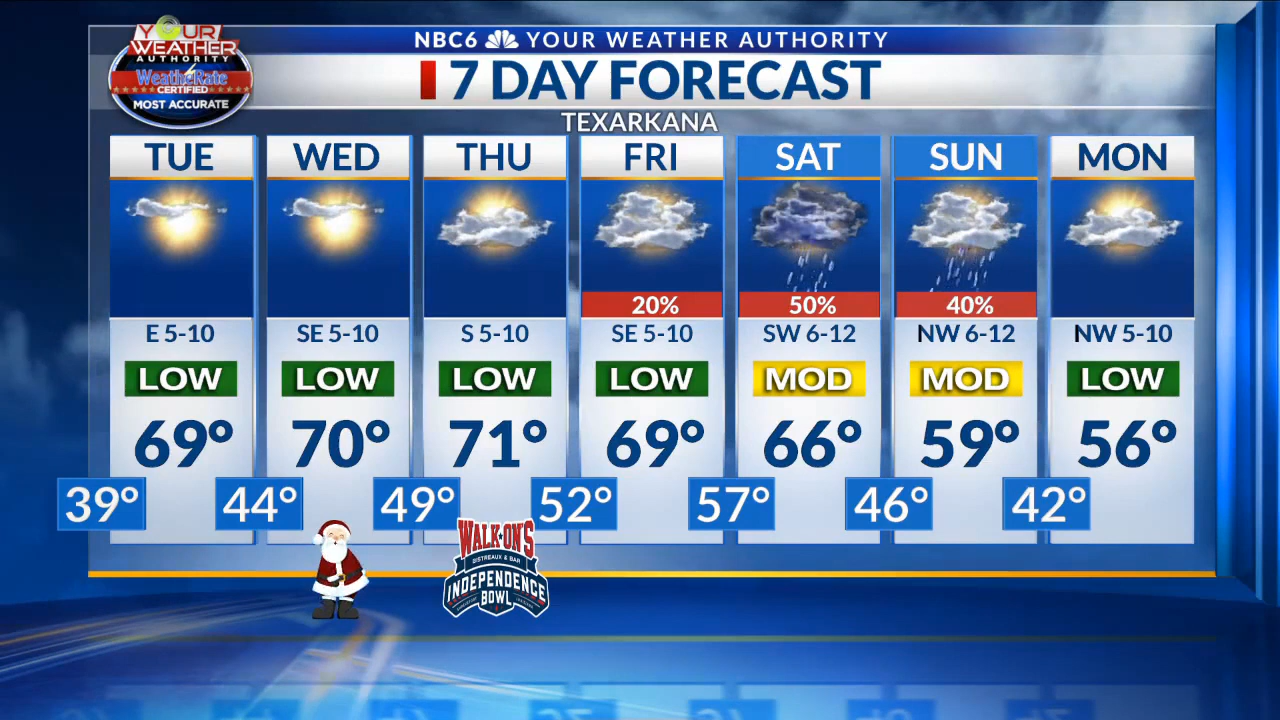 YOUR
WEATHER
AUTHORITY
WeatheRate
CERTIFIED
MOST ACCURATE
NBC6 YOUR WEATHER AUTHORITY
7 DAY FORECAST
TEXARKANA
TUE WED THU FRI SAT SUN MON
20% 50% 40%
E 5-10 SE 5-10 S 5-10 SE 5-10 SW 6-12 NW 6-12 NW 5-10
LOW LOW LOW LOW MOD MOD LOW
69° 70° 71° 69° 66° 59° 56°
39° 44° 49° 52° 57° 46° 42°
WALK-ON'S
BISTREAUX & BAR
INDEPENDENCE
BOWL